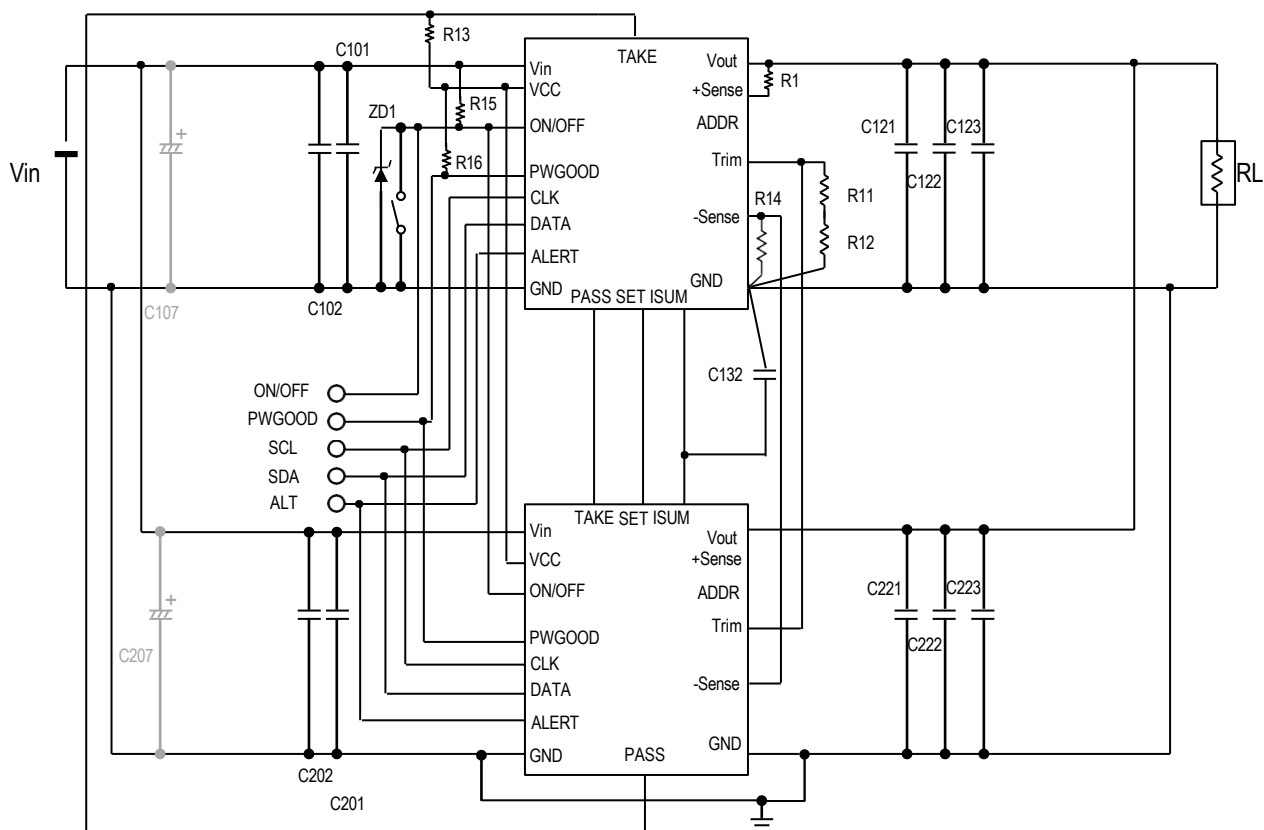 R13
C101
TAKE
Vin
VCC
Vout
+Sense
R1
ZD1
R15
ON/OFF
ADDR
C121
C123
R16
PWGOOD
Trim
Vin
CLK
C122
RL
DATA
R14
-Sense
R11
R12
ALERT
GND
PASS SET ISUM
GND
C107
C102
C132
ON/OFF
PWGOOD
SCL
SDA
ALT
TAKE SET ISUM
Vin
Vout
VCC
+Sense
ON/OFF
ADDR
C221
C223
Trim
PWGOOD
C222
C207
CLK
DATA
-Sense
ALERT
GND
PASS
GND
C202
C201